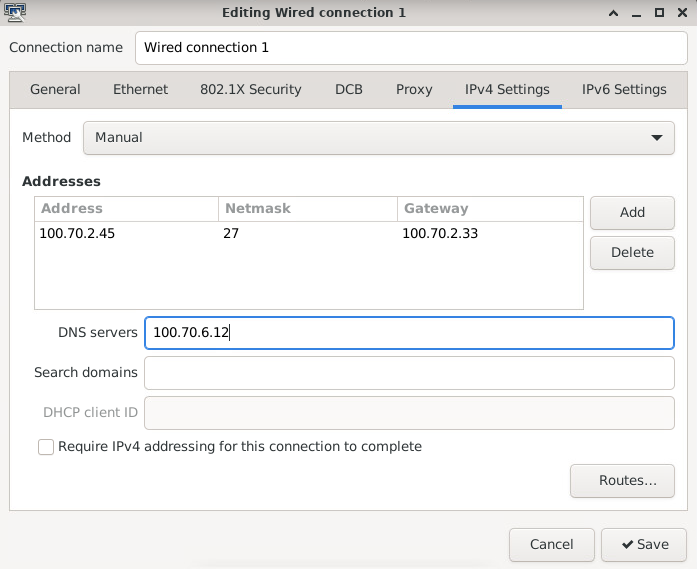 Editing Wired connection 1
Connection name Wired connection 1
General Ethernet 802.1X Security DCB Proxy IPv4 Settings IPv6 Settings
Method Manual
Addresses
Address Netmask Gateway
100.70.2.45 27 100.70.2.33
Add
Delete
DNS servers 100.70.6.12
Search domains
DHCP client ID
Require IPv4 addressing for this connection to complete
Routes...
Cancel Save